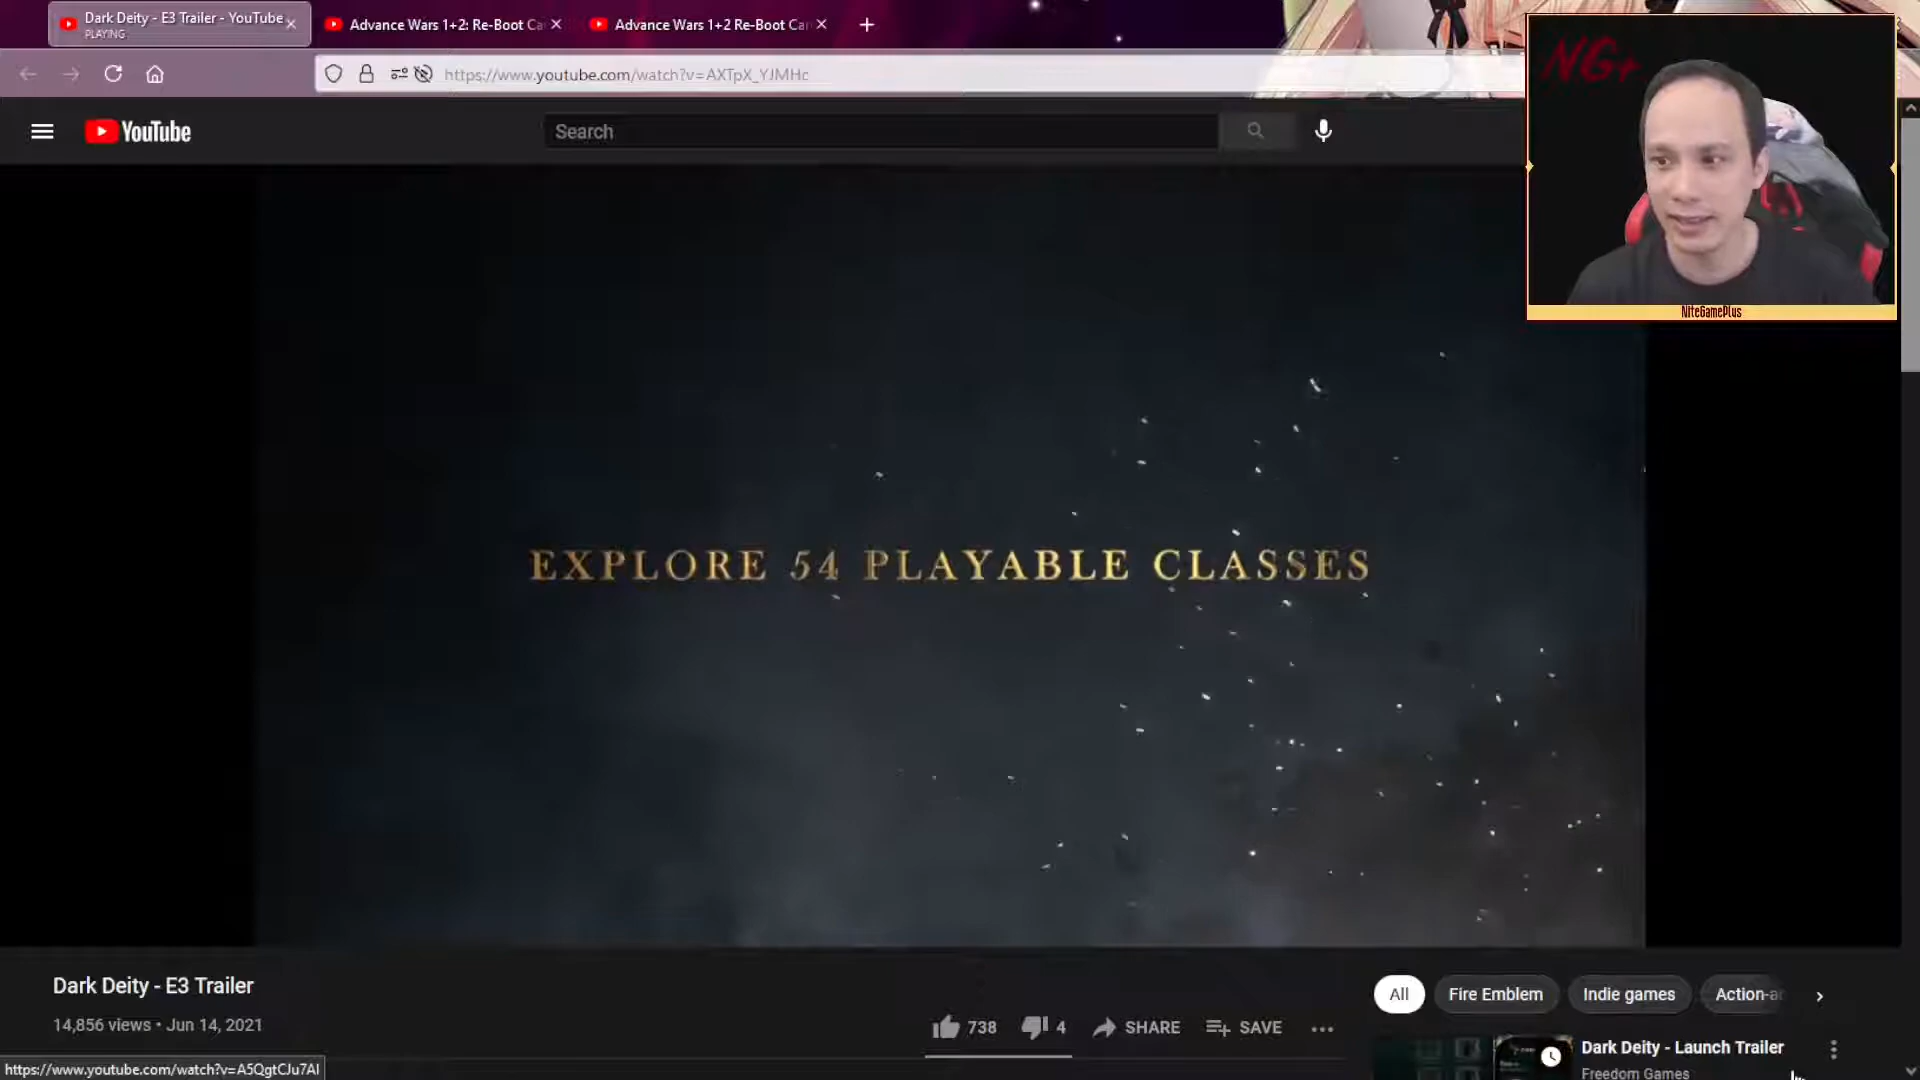 Dark Deity - E3 Trailer - YouTube
PLAYING
Advance Wars 1+2: Re-Boot Ca
Advance Wars 1+2 Re-Boot Ca
https://www.youtube.com/watch?v=AXTpX_YJMHc
NG+
YouTube
Search
NiteGamePlus
EXPLORE 54 PLAYABLE CLASSES
Dark Deity - E3 Trailer
14,856 views • Jun 14, 2021
738
4
SHARE
SAVE
All
Fire Emblem
Indie games
Action-a
Dark Deity - Launch Trailer
Freedom Games
https://www.youtube.com/watch?v=A5QgtCJu7AI